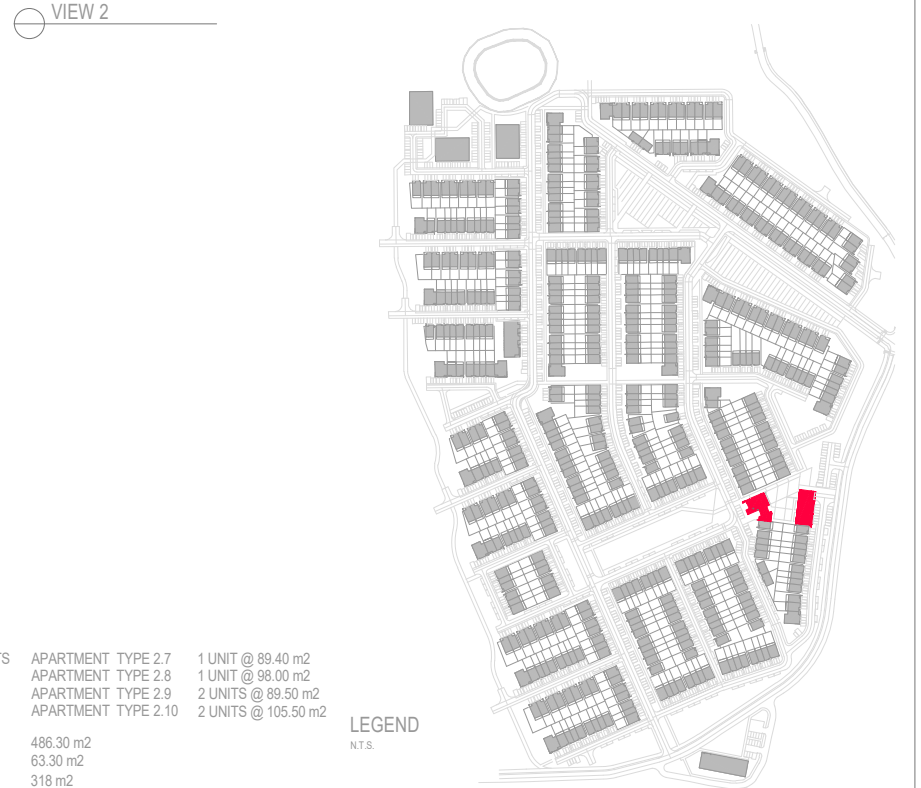 VIEW 2
TS APARTMENT TYPE 2.7 1 UNIT @ 89.40 m2
APARTMENT TYPE 2.8 1 UNIT @ 98.00 m2
APARTMENT TYPE 2.9 2 UNITS @ 89.50 m2
APARTMENT TYPE 2.10 2 UNITS @ 105.50 m2
486.30 m2
63.30 m2
318 m2
LEGEND
N.T.S.